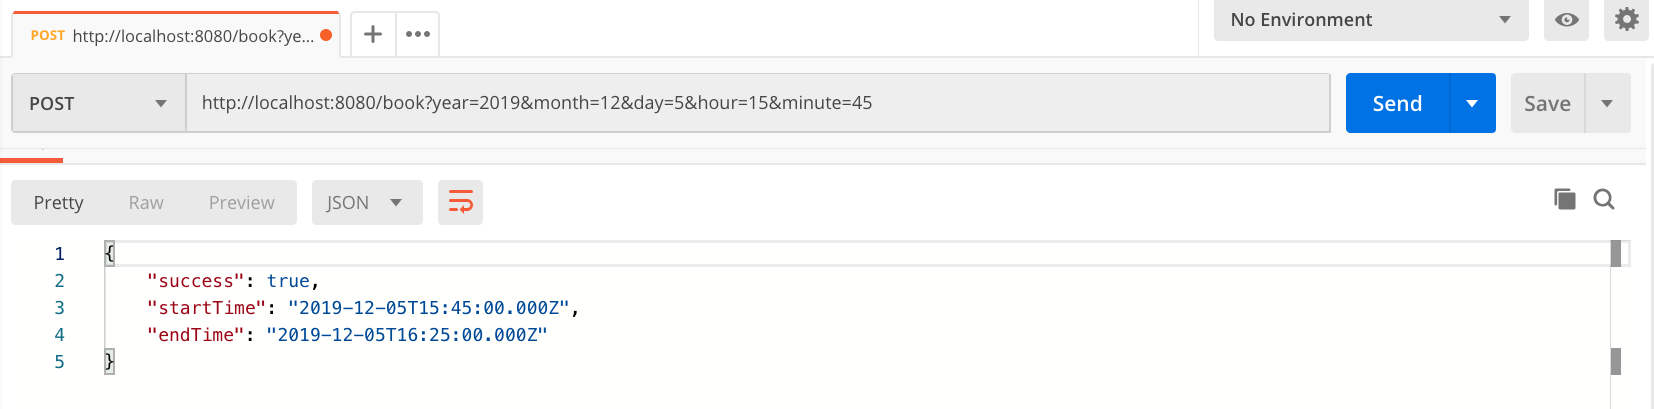 POST http://localhost:8080/book?ye...
No Environment
POST http://localhost:8080/book?year=2019&month=12&day=5&hour=15&minute=45 Send Save
Pretty Raw Preview JSON
1 {
2 "success": true,
3 "startTime": "2019-12-05T15:45:00.000Z",
4 "endTime": "2019-12-05T16:25:00.000Z"
5 }